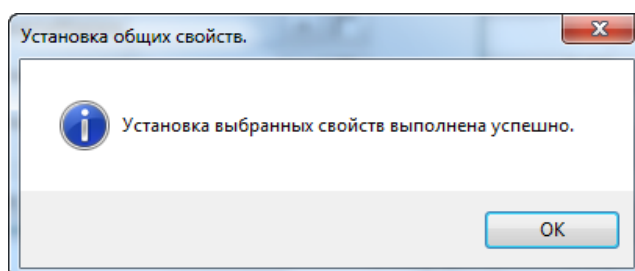 Установка общих свойств.
Установка выбранных свойств выполнена успешно.
OK